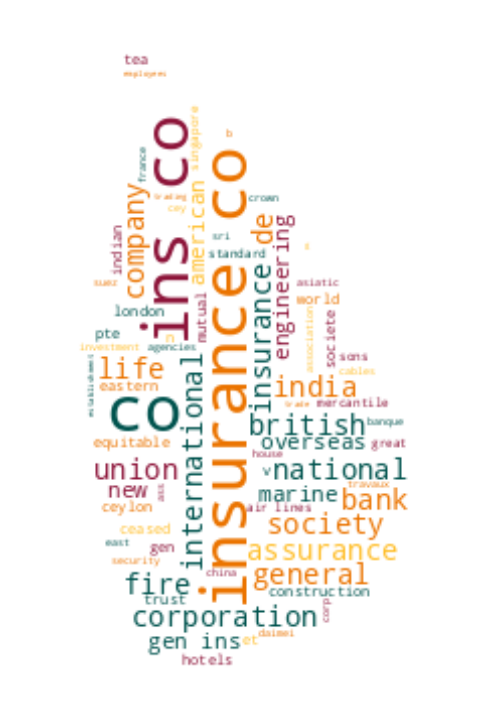 tea
employees
ins co
singapore
b
insurance co
france
trading
cey
company
american
crown
de
engineering
indian
sri
standard
suez
asiatic
world
london
mutual
insurance
association
societe
pte
investment
agencies
sons
cables
life
eastern
establishment
international
india
co
trade
mercantile
british
banque
equitable
overseas
great
house
union
v
national
new
ass
marine
travaux
bank
ceylon
air lines
society
ceased
east
gen
assurance
security
china
general
fire
construction
trust
corp
corporation
gen ins
et
daimei
hotels